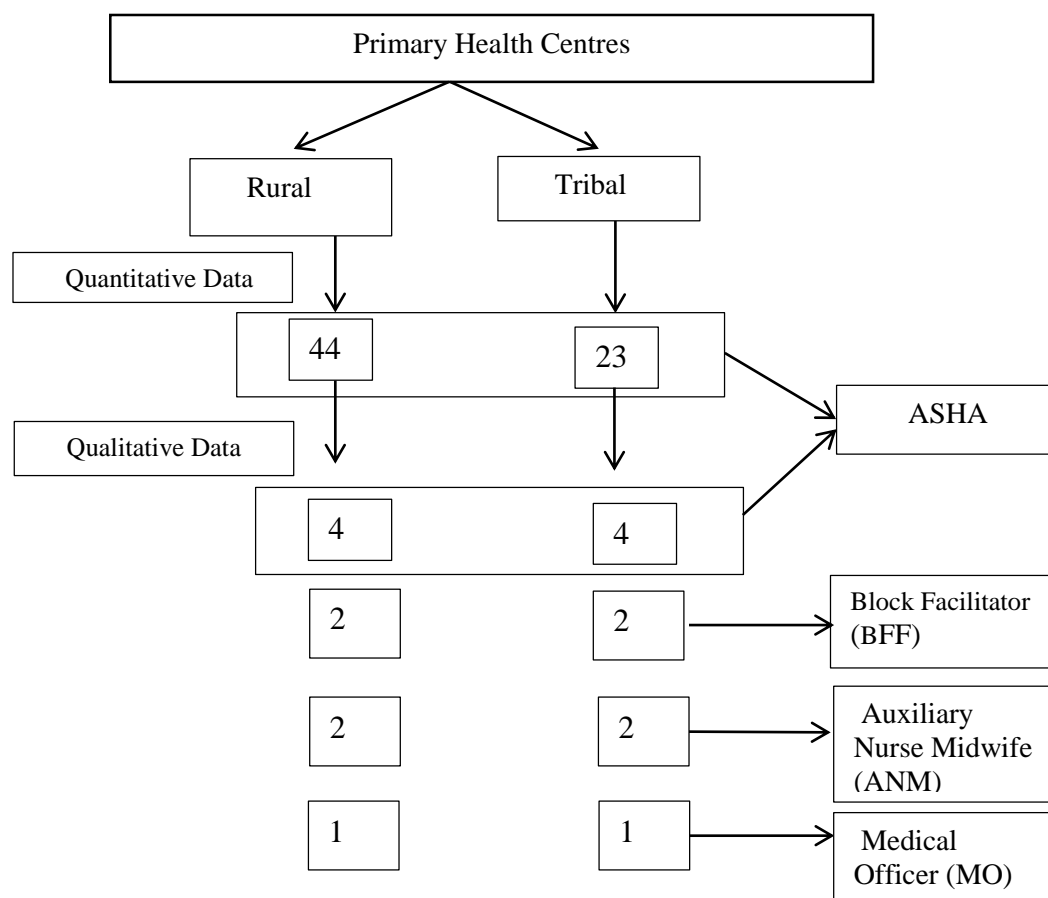 Primary Health Centres
Rural
Tribal
Quantitative Data
44
23
ASHA
Qualitative Data
4
4
2
2
Block Facilitator
(BFF)
2
2
Auxiliary
Nurse Midwife
(ANM)
1
1
Medical
Officer (MO)